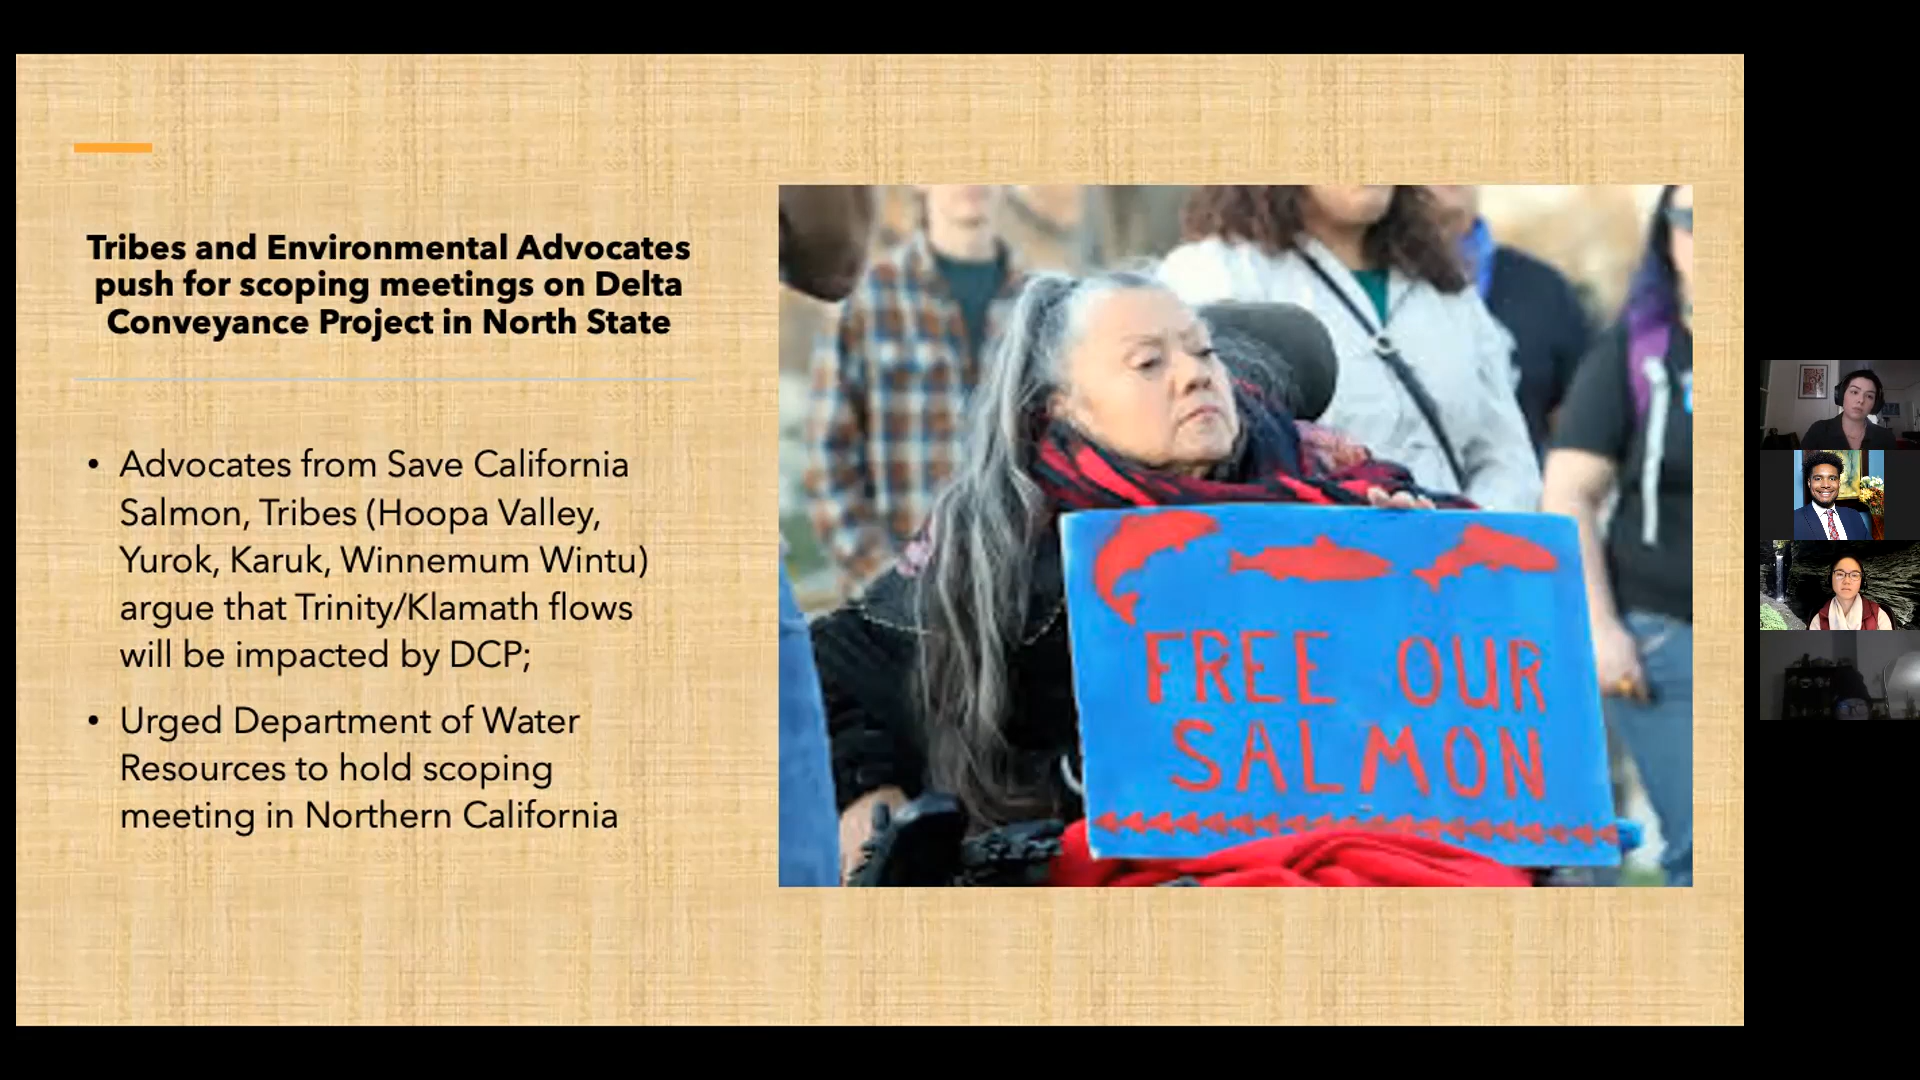 Tribes and Environmental Advocates
push for scoping meetings on Delta
Conveyance Project in North State
• Advocates from Save California
Salmon, Tribes (Hoopa Valley,
Yurok, Karuk, Winnemum Wintu)
argue that Trinity/Klamath flows
will be impacted by DCP;
• Urged Department of Water
Resources to hold scoping
meeting in Northern California
FREE OUR
SALMON